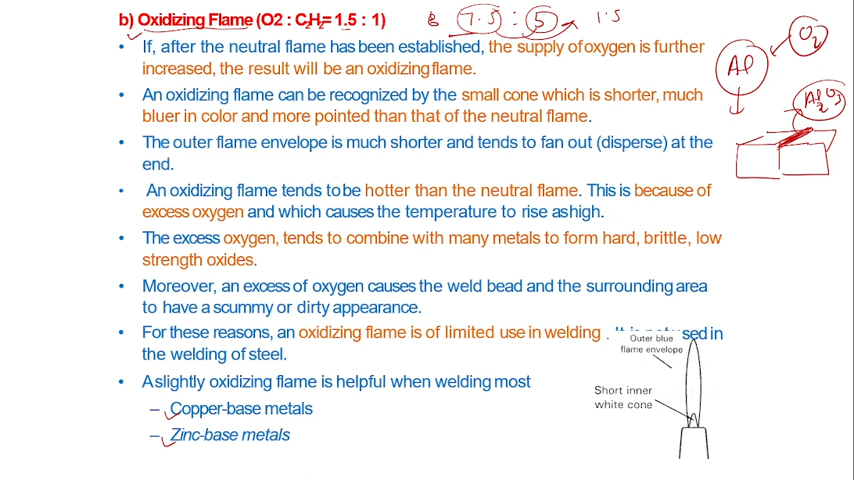 b) Oxidizing Flame (O2 : C2H2= 1.5 : 1)
7.5 : 5 1.5
• If, after the neutral flame has been established, the supply of oxygen is further
increased, the result will be an oxidizing flame.
O2
Al
• An oxidizing flame can be recognized by the small cone which is shorter, much
bluer in color and more pointed than that of the neutral flame.
Al2O3
• The outer flame envelope is much shorter and tends to fan out (disperse) at the
end.
• An oxidizing flame tends to be hotter than the neutral flame. This is because of
excess oxygen and which causes the temperature to rise as high.
• The excess oxygen, tends to combine with many metals to form hard, brittle, low
strength oxides.
• Moreover, an excess of oxygen causes the weld bead and the surrounding area
to have a scummy or dirty appearance.
• For these reasons, an oxidizing flame is of limited use in welding . It is not used in
the welding of steel.
Outer blue
flame envelope
• A slightly oxidizing flame is helpful when welding most
Short inner
white cone
– Copper-base metals
– Zinc-base metals